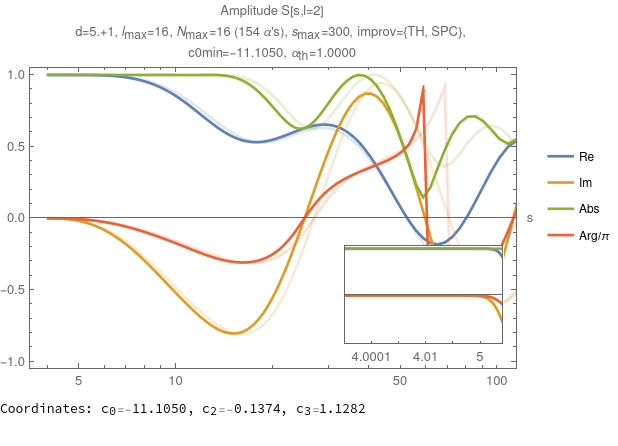 Amplitude S[s,l=2]
d=5.+1, lmax=16, Nmax=16 (154 α's), smax=300, improv={TH, SPC},
c0min=−11.1050, αth=1.0000
1.0
0.5
0.0
−0.5
−1.0
s
Re
Im
Abs
Arg/π
4.0001 4.01 5
5 10 50 100
Coordinates: c0=-11.1050, c2=-0.1374, c3=1.1282